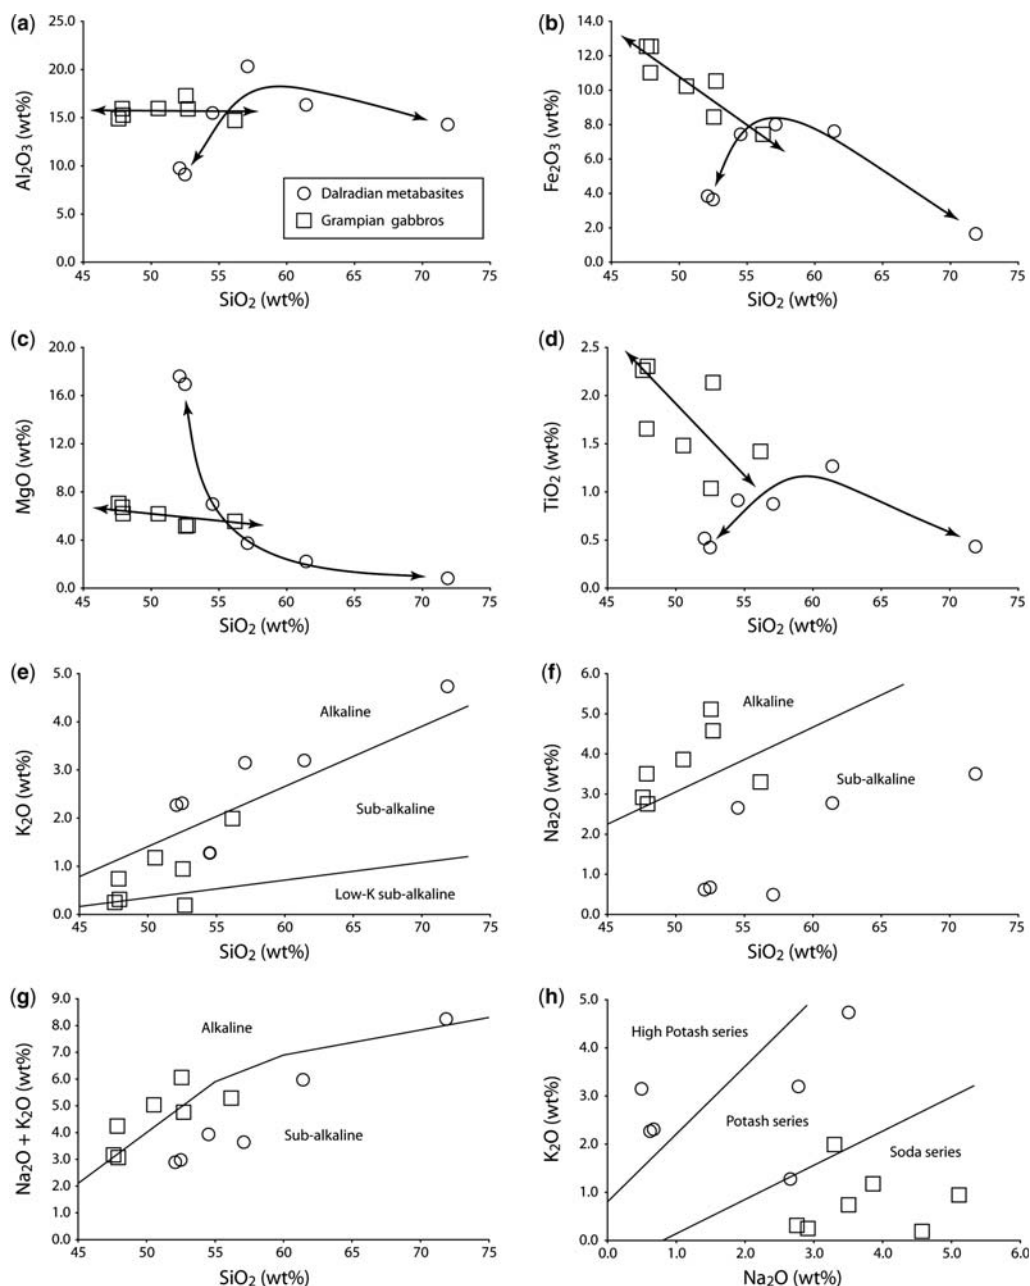 (a)
25.0
20.0
15.0
10.0
5.0
0.0
Al2O3 (wt%)
Dalradian metabasites
Grampian gabbros
45 50 55 60 65 70 75
SiO2 (wt%)
(b)
14.0
12.0
10.0
8.0
6.0
4.0
2.0
0.0
Fe2O3 (wt%)
45 50 55 60 65 70 75
SiO2 (wt%)
(c)
20.0
16.0
12.0
8.0
4.0
0.0
MgO (wt%)
45 50 55 60 65 70 75
SiO2 (wt%)
(d)
2.5
2.0
1.5
1.0
0.5
0.0
TiO2 (wt%)
45 50 55 60 65 70 75
SiO2 (wt%)
(e)
5.0
4.0
3.0
2.0
1.0
0.0
K2O (wt%)
Alkaline
Sub-alkaline
Low-K sub-alkaline
45 50 55 60 65 70 75
SiO2 (wt%)
(f)
6.0
5.0
4.0
3.0
2.0
1.0
0.0
Na2O (wt%)
Alkaline
Sub-alkaline
45 50 55 60 65 70 75
SiO2 (wt%)
(g)
9.0
8.0
7.0
6.0
5.0
4.0
3.0
2.0
1.0
0.0
Na2O + K2O (wt%)
Alkaline
Sub-alkaline
45 50 55 60 65 70 75
SiO2 (wt%)
(h)
5.0
4.0
3.0
2.0
1.0
0.0
K2O (wt%)
High Potash series
Potash series
Soda series
0.0 1.0 2.0 3.0 4.0 5.0 6.0
Na2O (wt%)